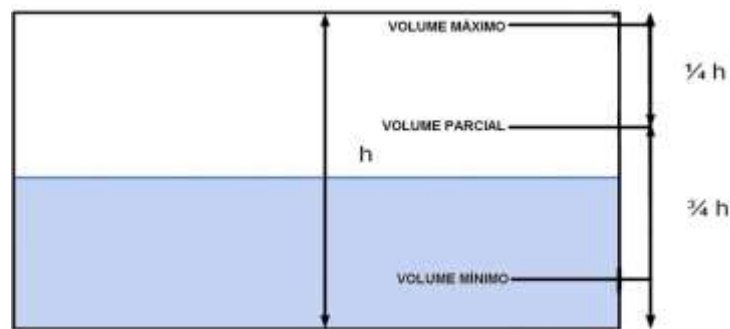 VOLUME MÁXIMO
¼ h
VOLUME PARCIAL
h
¾ h
VOLUME MÍNIMO